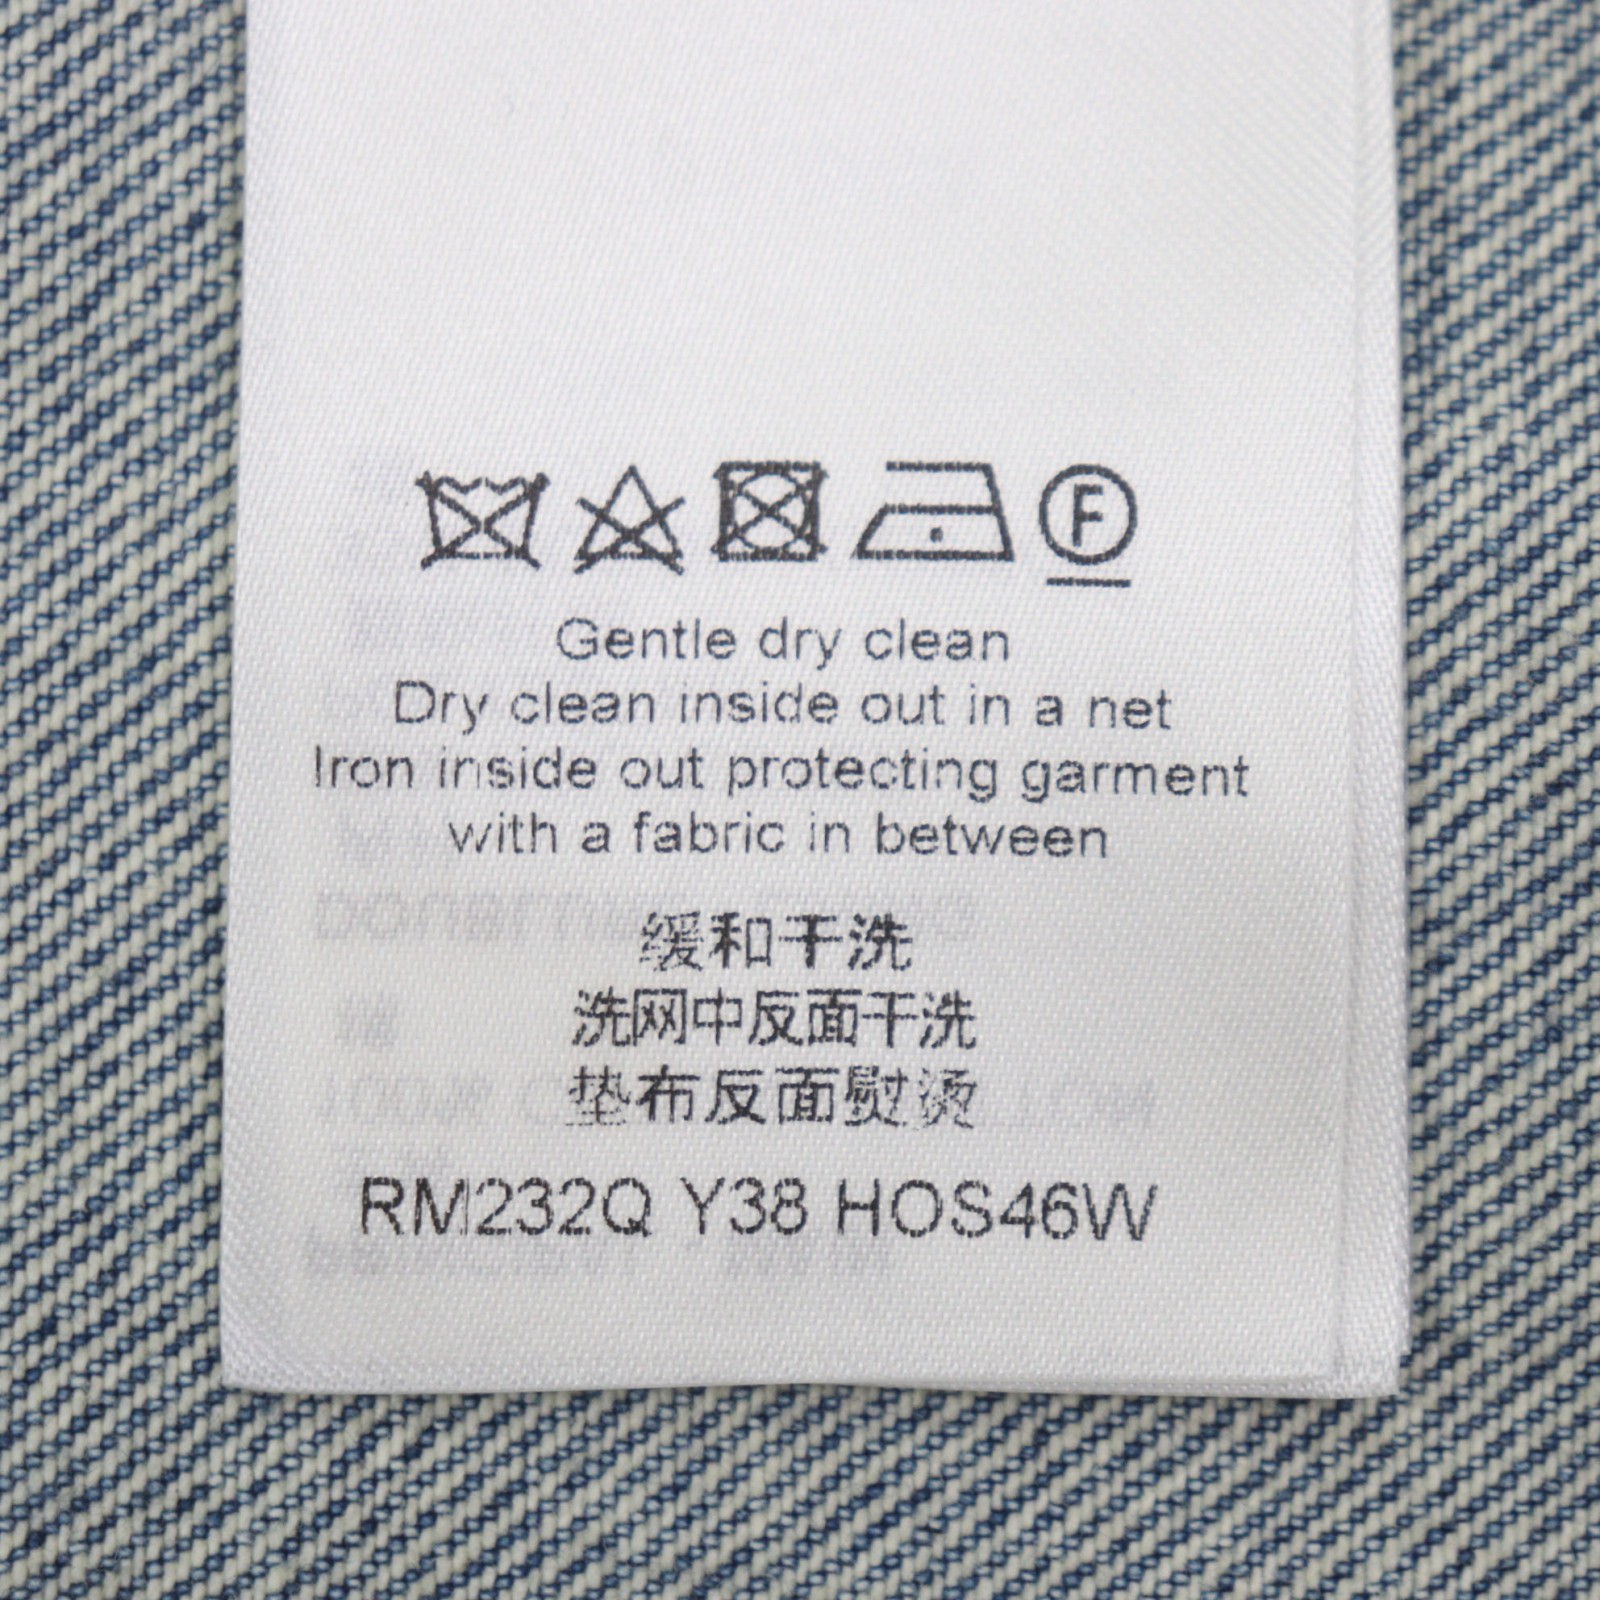 F
Gentle dry clean
Dry clean inside out in a net
Iron inside out protecting garment
with a fabric in between
缓和干洗
洗网中反面干洗
垫布反面熨烫
RM232Q Y38 HOS46W